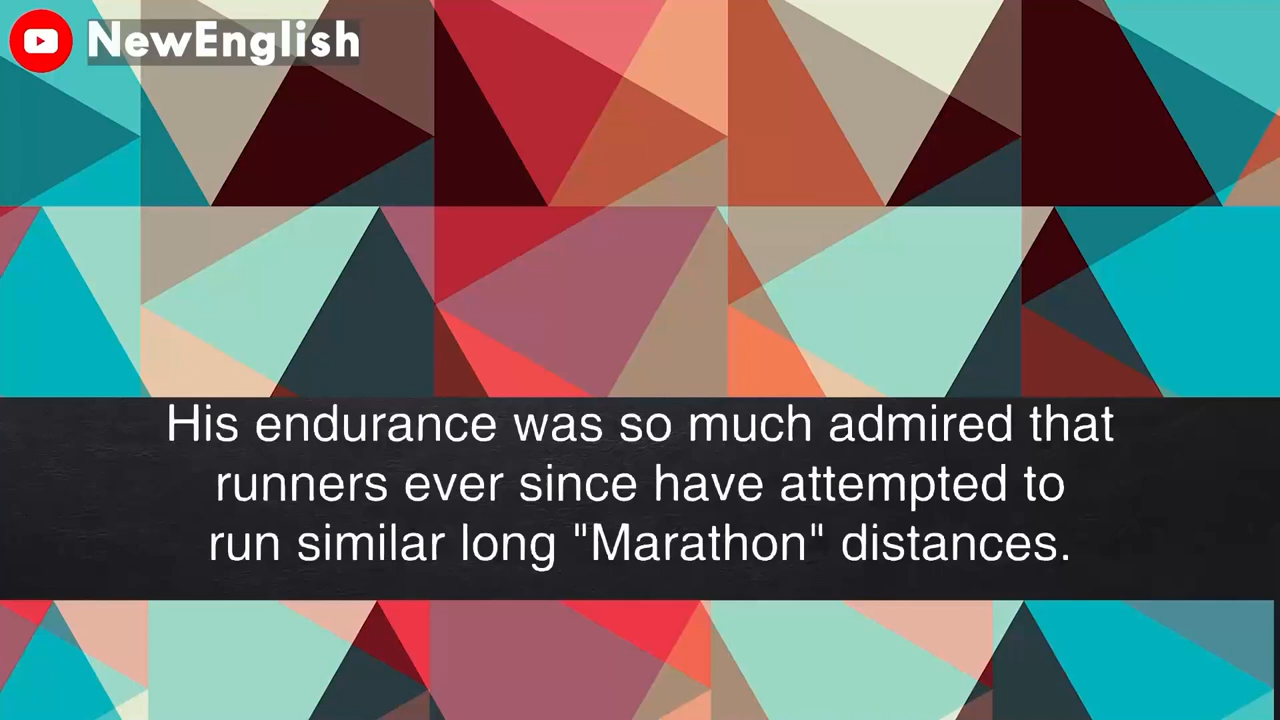 NewEnglish
His endurance was so much admired that
runners ever since have attempted to
run similar long "Marathon" distances.